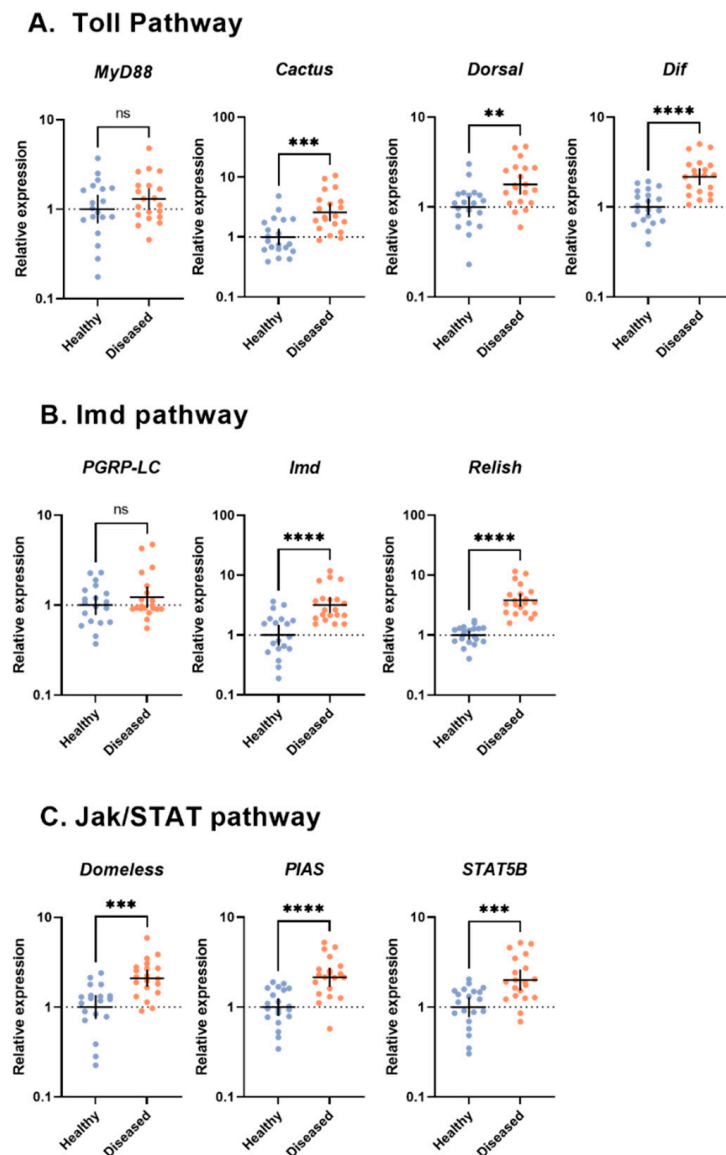 A. Toll Pathway
MyD88 Cactus Dorsal Dif
Relative expression 10 1 0.1 ns Healthy Diseased
Relative expression 100 10 1 0.1 *** Healthy Diseased
Relative expression 10 1 0.1 ** Healthy Diseased
Relative expression 10 1 0.1 **** Healthy Diseased
B. Imd pathway
PGRP-LC Imd Relish
Relative expression 10 1 0.1 ns Healthy Diseased
Relative expression 100 10 1 0.1 **** Healthy Diseased
Relative expression 100 10 1 0.1 **** Healthy Diseased
C. Jak/STAT pathway
Domeless PIAS STAT5B
Relative expression 10 1 0.1 *** Healthy Diseased
Relative expression 10 1 0.1 **** Healthy Diseased
Relative expression 10 1 0.1 *** Healthy Diseased